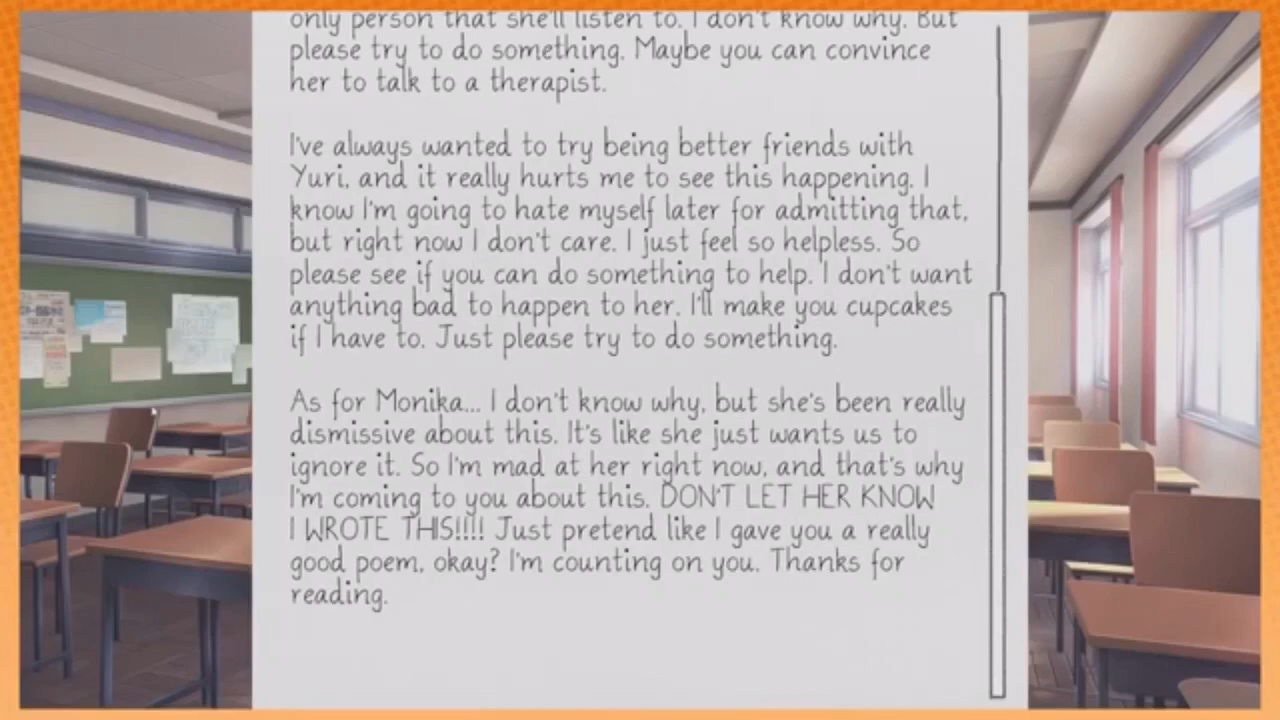 only person that she'll listen to. I don't know why. But
please try to do something. Maybe you can convince
her to talk to a therapist.
I've always wanted to try being better friends with
Yuri, and it really hurts me to see this happening. I
know I'm going to hate myself later for admitting that,
but right now I don't care. I just feel so helpless. So
please see if you can do something to help. I don't want
anything bad to happen to her. I'll make you cupcakes
if I have to. Just please try to do something.
As for Monika... I don't know why, but she's been really
dismissive about this. It's like she just wants us to
ignore it. So I'm mad at her right now, and that's why
I'm coming to you about this. DON'T LET HER KNOW
I WROTE THIS!!!! Just pretend like I gave you a really
good poem, okay? I'm counting on you. Thanks for
reading.